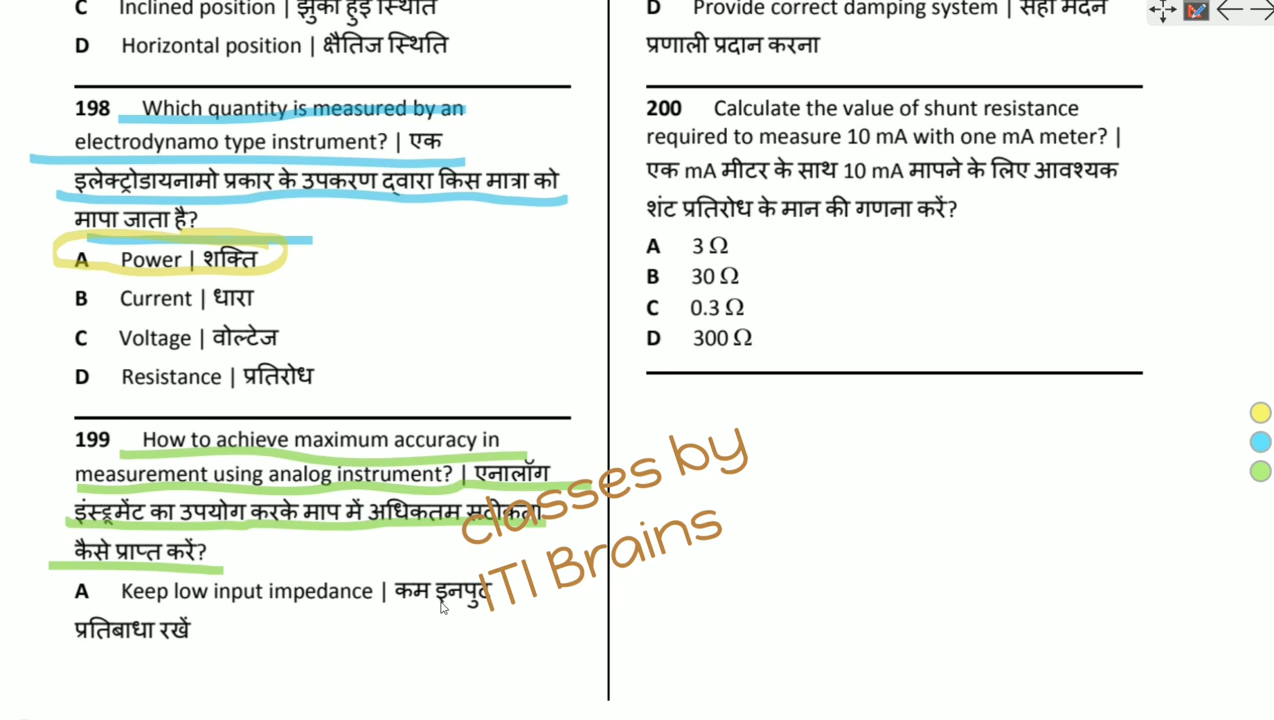 C Inclined position | झुकी हुई स्थिति
D Horizontal position | क्षैतिज स्थिति
198 Which quantity is measured by an
electrodynamo type instrument? | एक
इलेक्ट्रोडायनामो प्रकार के उपकरण द्वारा किस मात्रा को
मापा जाता है?
A Power | शक्ति
B Current | धारा
C Voltage | वोल्टेज
D Resistance | प्रतिरोध
199 How to achieve maximum accuracy in
measurement using analog instrument? | एनालॉग
इंस्ट्रूमेंट का उपयोग करके माप में अधिकतम सटीकता
कैसे प्राप्त करें?
A Keep low input impedance | कम इनपुट
प्रतिबाधा रखें
D Provide correct damping system | सही मंदन
प्रणाली प्रदान करना
200 Calculate the value of shunt resistance
required to measure 10 mA with one mA meter? |
एक mA मीटर के साथ 10 mA मापने के लिए आवश्यक
शंट प्रतिरोध के मान की गणना करें?
A 3 Ω
B 30 Ω
C 0.3 Ω
D 300 Ω
classes by
ITI Brains